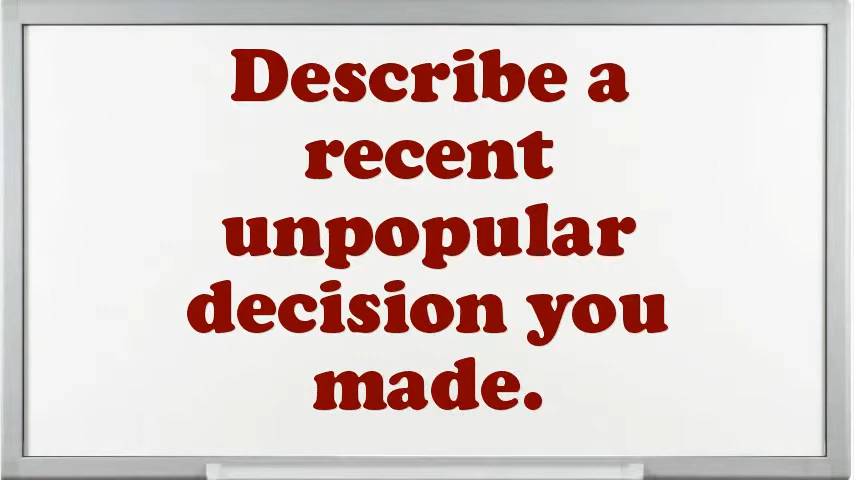 Describe a
recent
unpopular
decision you
made.